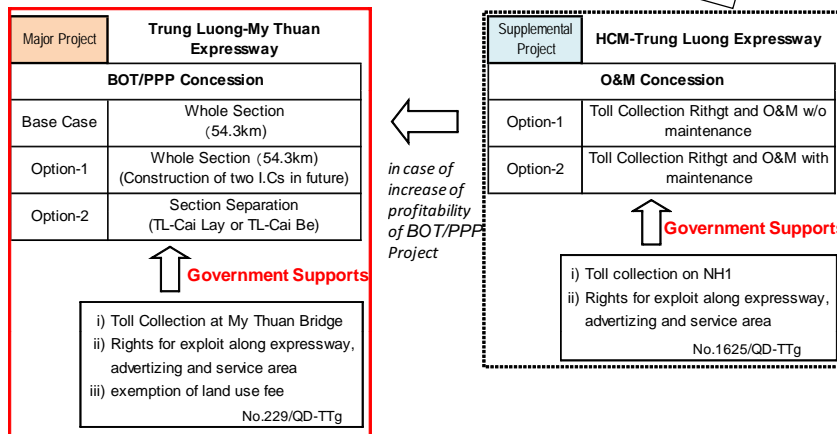 Major Project
Trung Luong-My Thuan
Expressway
BOT/PPP Concession
Base Case
Whole Section
(54.3km)
Option-1
Whole Section (54.3km)
(Construction of two I.Cs in future)
Option-2
Section Separation
(TL-Cai Lay or TL-Cai Be)
Government Supports
i) Toll Collection at My Thuan Bridge
ii) Rights for exploit along expressway,
advertizing and service area
iii) exemption of land use fee
No.229/QD-TTg
in case of
increase of
profitability
of BOT/PPP
Project
Supplemental
Project
HCM-Trung Luong Expressway
O&M Concession
Option-1
Toll Collection Rithgt and O&M w/o
maintenance
Option-2
Toll Collection Rithgt and O&M with
maintenance
Government Supports
i) Toll collection on NH1
ii) Rights for exploit along expressway,
advertizing and service area
No.1625/QD-TTg